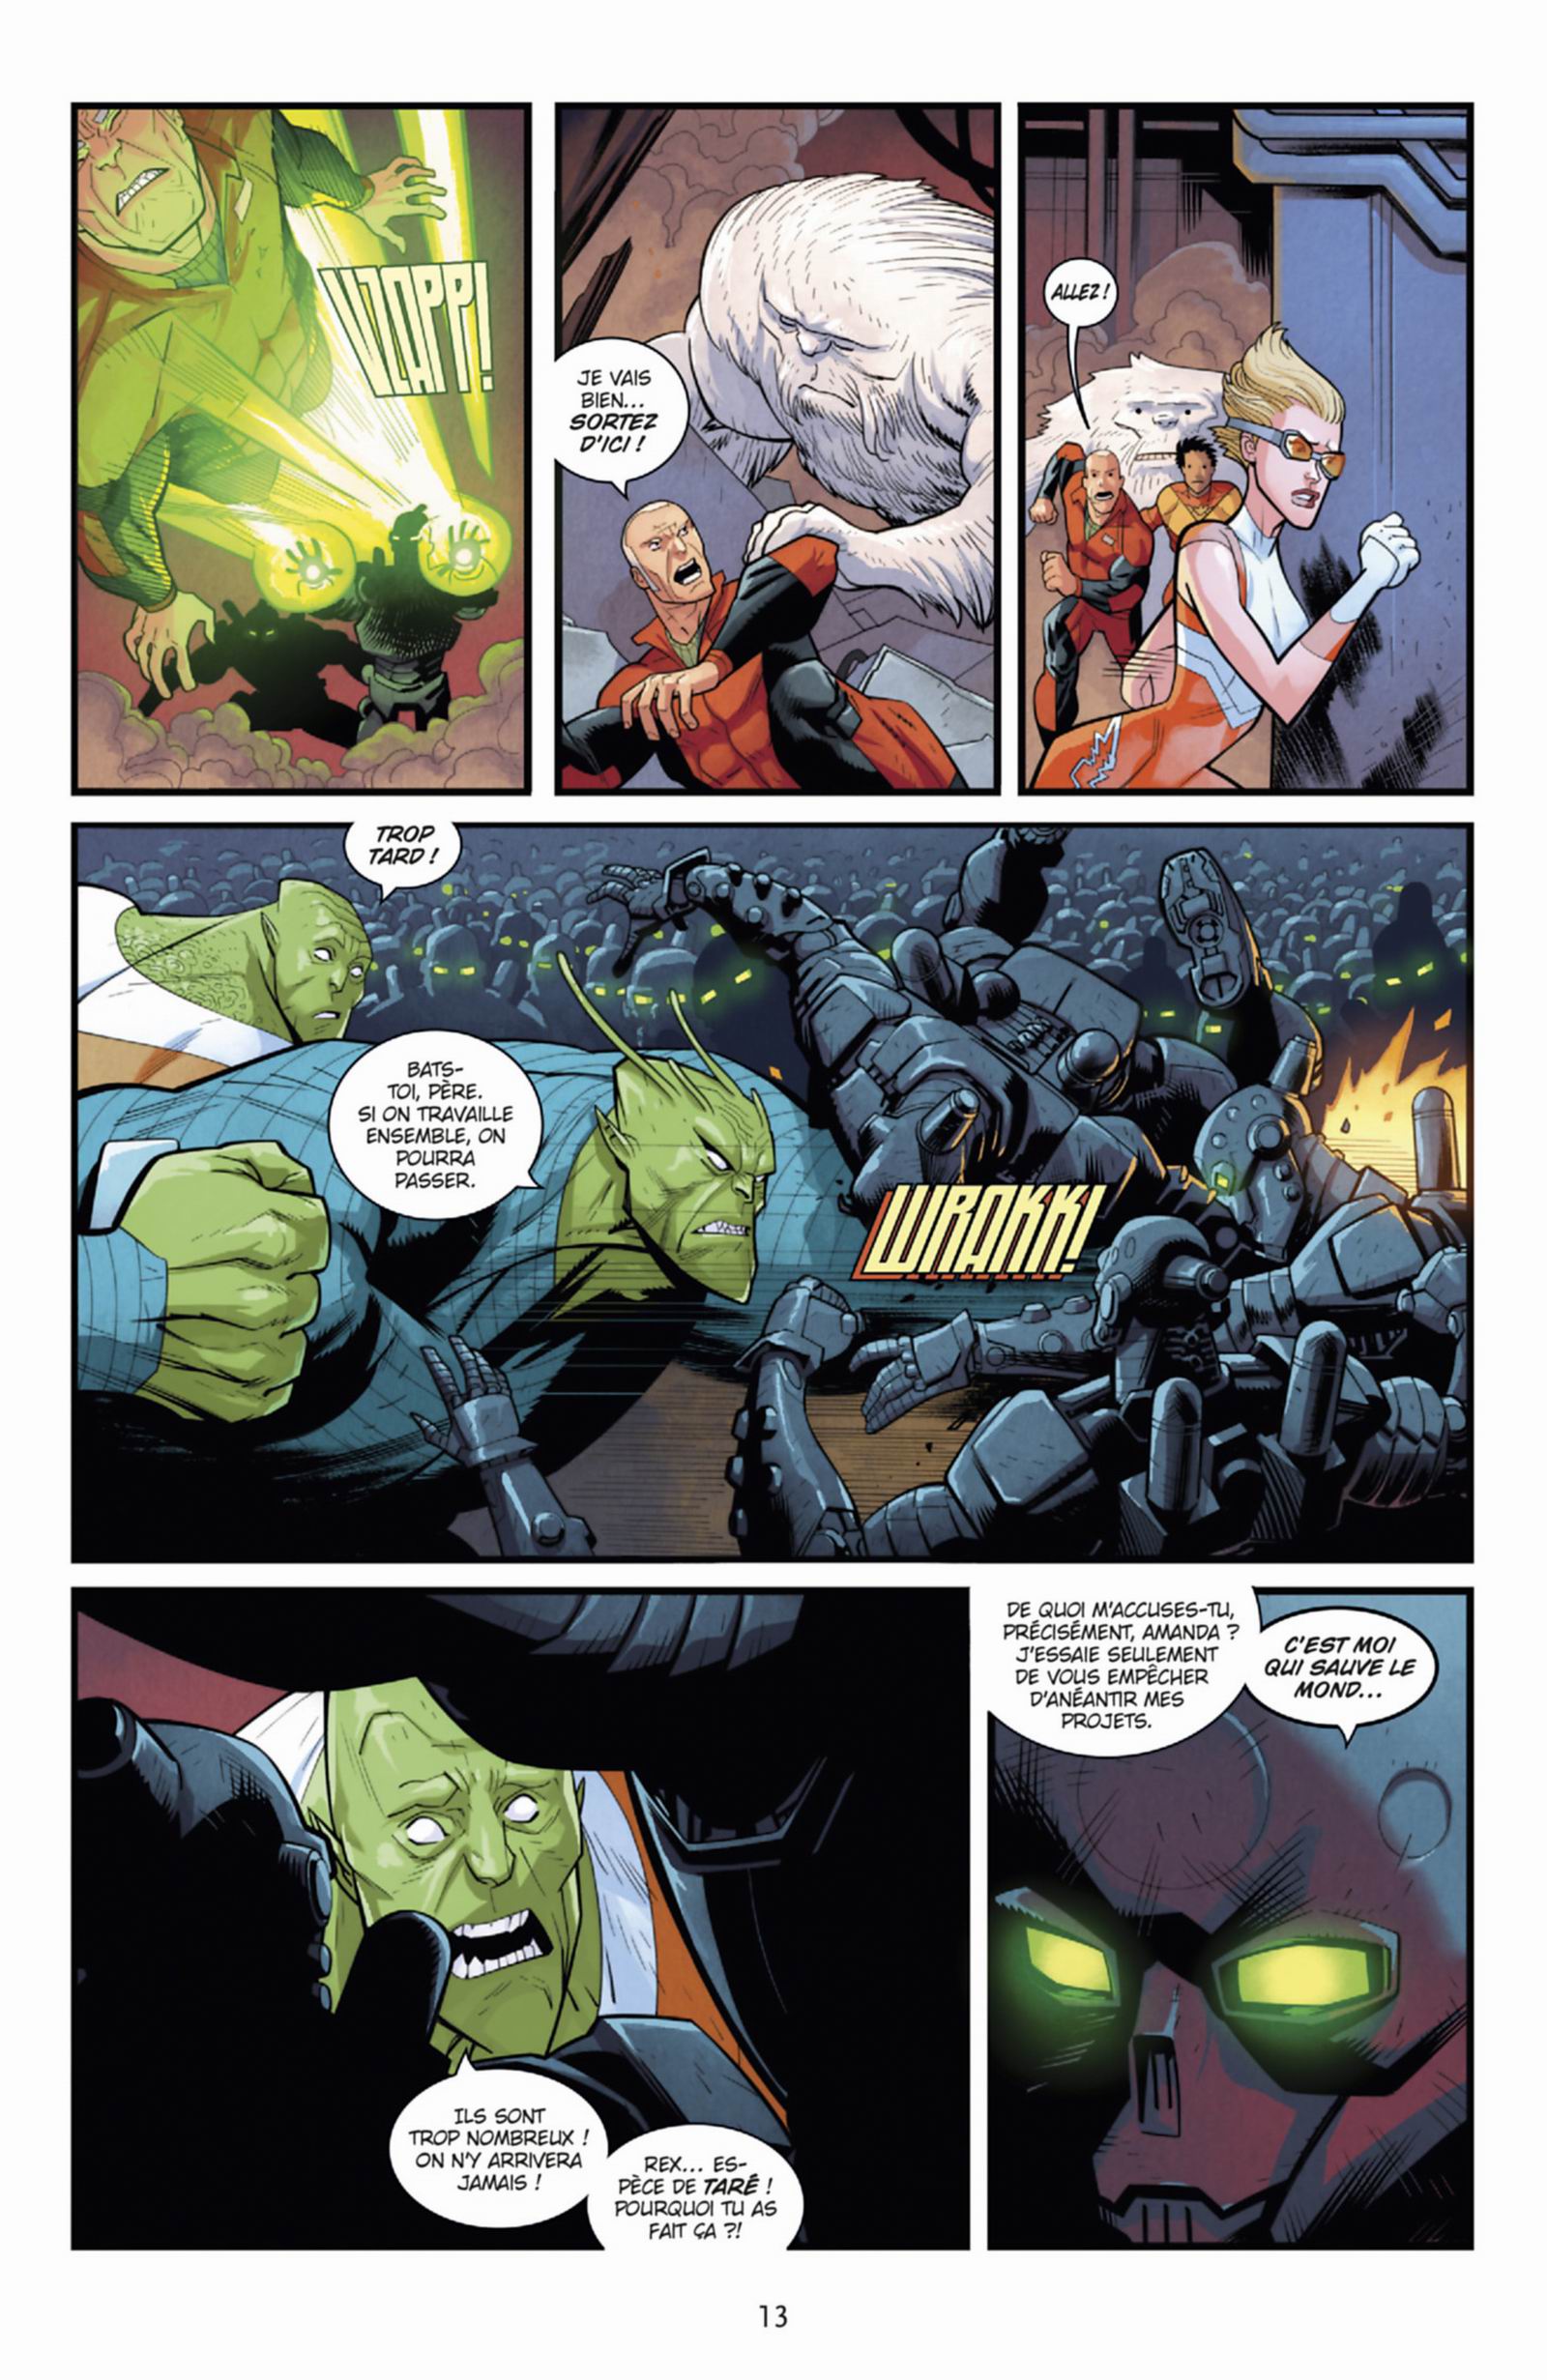 VZAPP!
JE VAIS
BIEN...
SORTEZ
D'ICI !
ALLEZ !
TROP
TARD !
BATS-
TOI, PÈRE.
SI ON TRAVAILLE
ENSEMBLE, ON
POURRA
PASSER.
WRAKK!
ILS SONT
TROP NOMBREUX !
ON N'Y ARRIVERA
JAMAIS !
REX... ES-
PÈCE DE TARÉ !
POURQUOI TU AS
FAIT ÇA ?!
DE QUOI M'ACCUSES-TU,
PRÉCISÉMENT, AMANDA ?
J'ESSAIE SEULEMENT
DE VOUS EMPÊCHER
D'ANÉANTIR MES
PROJETS.
C'EST MOI
QUI SAUVE LE
MOND...
13